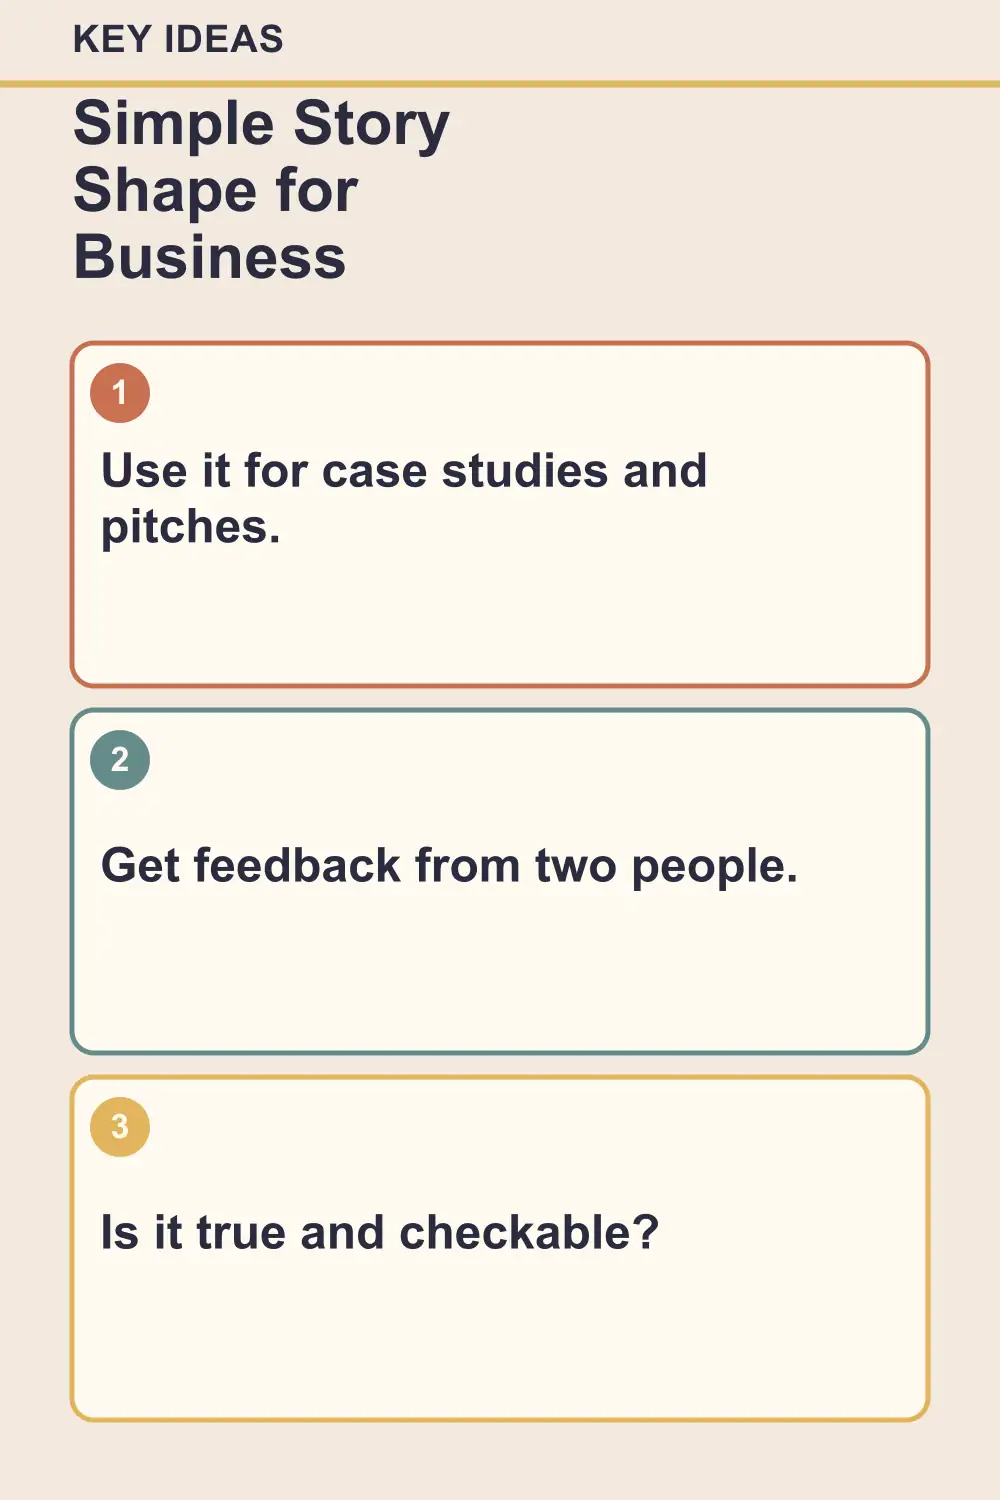 KEY IDEAS
Simple Story
Shape for
Business
1
Use it for case studies and
pitches.
2
Get feedback from two people.
3
Is it true and checkable?